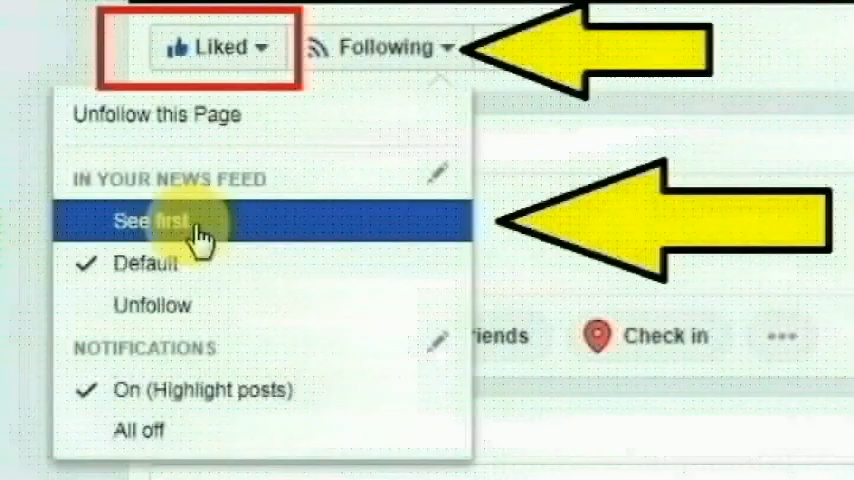 Liked Following
Unfollow this Page
IN YOUR NEWS FEED
See first
Default
Unfollow
riends Check in
NOTIFICATIONS
On (Highlight posts)
All off